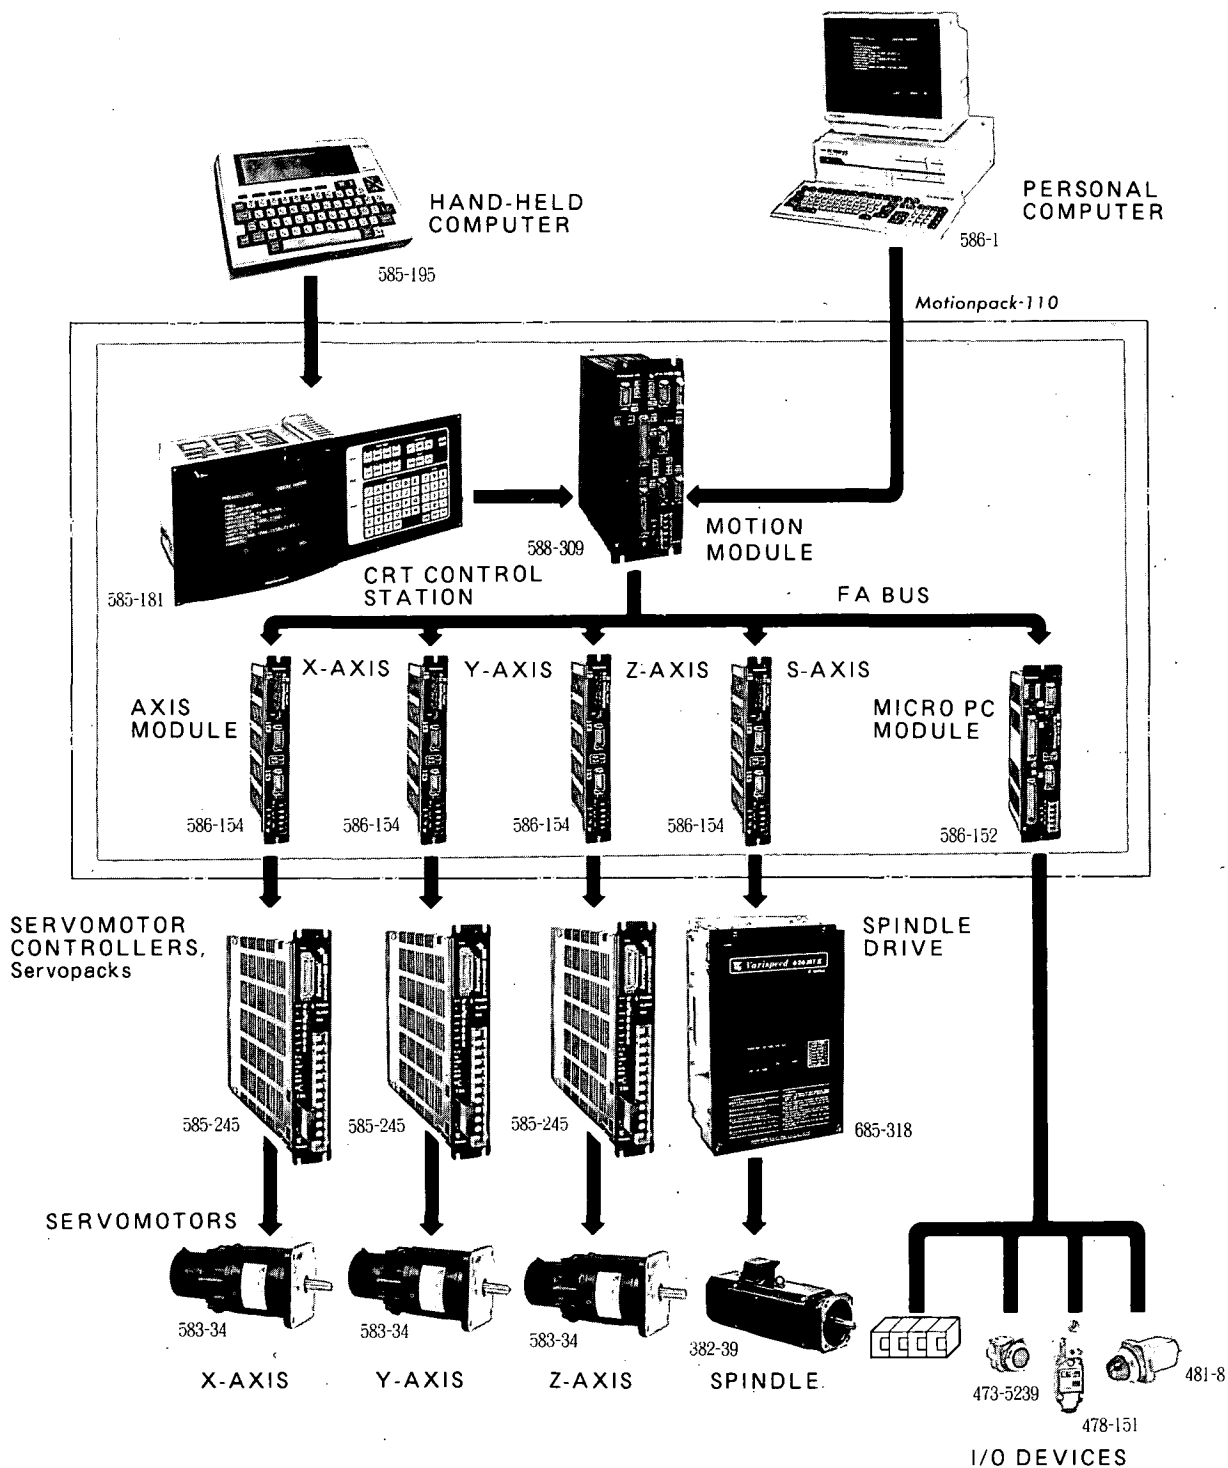 HAND-HELD
COMPUTER
585-195
PERSONAL
COMPUTER
586-1
Motionpack-110
588-309
MOTION
MODULE
CRT CONTROL
STATION
585-181
FA BUS
X-AXIS
Y-AXIS
Z-AXIS
S-AXIS
AXIS
MODULE
MICRO PC
MODULE
586-154
586-154
586-154
586-154
586-152
SERVOMOTOR
CONTROLLERS,
Servopacks
SPINDLE
DRIVE
Varispeed
585-245
585-245
585-245
685-318
SERVOMOTORS
583-34
583-34
583-34
382-39
X-AXIS
Y-AXIS
Z-AXIS
SPINDLE
473-5239
478-151
481-8
I/O DEVICES